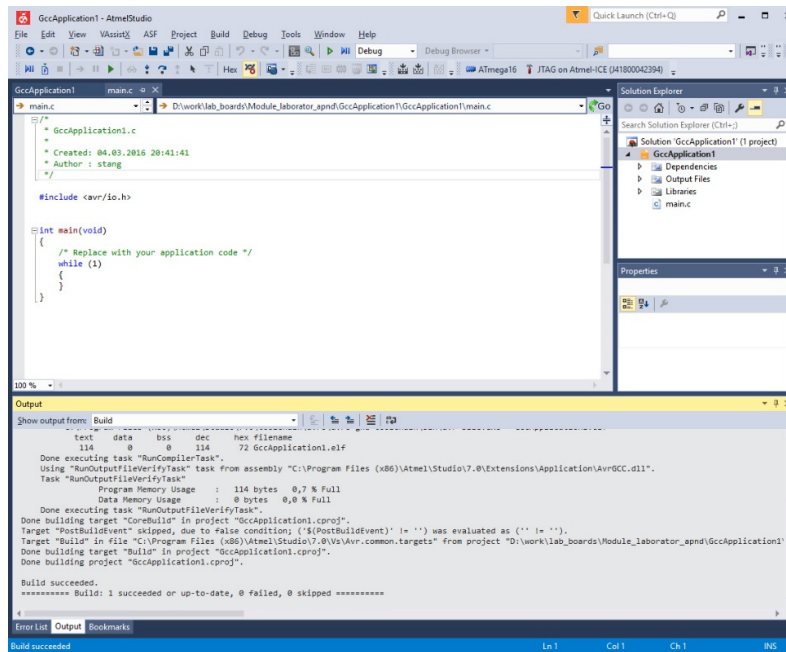 GccApplication1 - AtmelStudio
Quick Launch (Ctrl+Q)
File Edit View VAssistX ASF Project Build Debug Tools Window Help
Debug Debug Browser
Hex ATmega16 JTAG on Atmel-ICE (J41800042394)
GccApplication1 main.c
main.c D:\work\lab_boards\Module_laborator_apnd\GccApplication1\GccApplication1\main.c Go
/*
* GccApplication1.c
*
* Created: 04.03.2016 20:41:41
* Author : stang
*/
#include <avr/io.h>
int main(void)
{
/* Replace with your application code */
while (1)
{
}
}
100 %
Solution Explorer
Search Solution Explorer (Ctrl+;)
Solution 'GccApplication1' (1 project)
GccApplication1
Dependencies
Output Files
Libraries
main.c
Properties
Output
Show output from: Build
text data bss dec hex filename
114 0 0 114 72 GccApplication1.elf
Done executing task "RunCompilerTask".
Using "RunOutputFileVerifyTask" task from assembly "C:\Program Files (x86)\Atmel\Studio\7.0\Extensions\Application\AvrGCC.dll".
Task "RunOutputFileVerifyTask"
Program Memory Usage : 114 bytes 0,7 % Full
Data Memory Usage : 0 bytes 0,0 % Full
Done executing task "RunOutputFileVerifyTask".
Done building target "CoreBuild" in project "GccApplication1.cproj".
Target "PostBuildEvent" skipped, due to false condition; ('$(PostBuildEvent)' != '') was evaluated as ('' != '').
Target "Build" in file "C:\Program Files (x86)\Atmel\Studio\7.0\Vs\Avr.common.targets" from project "D:\work\lab_boards\Module_laborator_apnd\GccApplication1\
Done building target "Build" in project "GccApplication1.cproj".
Done building project "GccApplication1.cproj".
Build succeeded.
========== Build: 1 succeeded or up-to-date, 0 failed, 0 skipped ==========
Error List Output Bookmarks
Build succeeded Ln 1 Col 1 Ch 1 INS